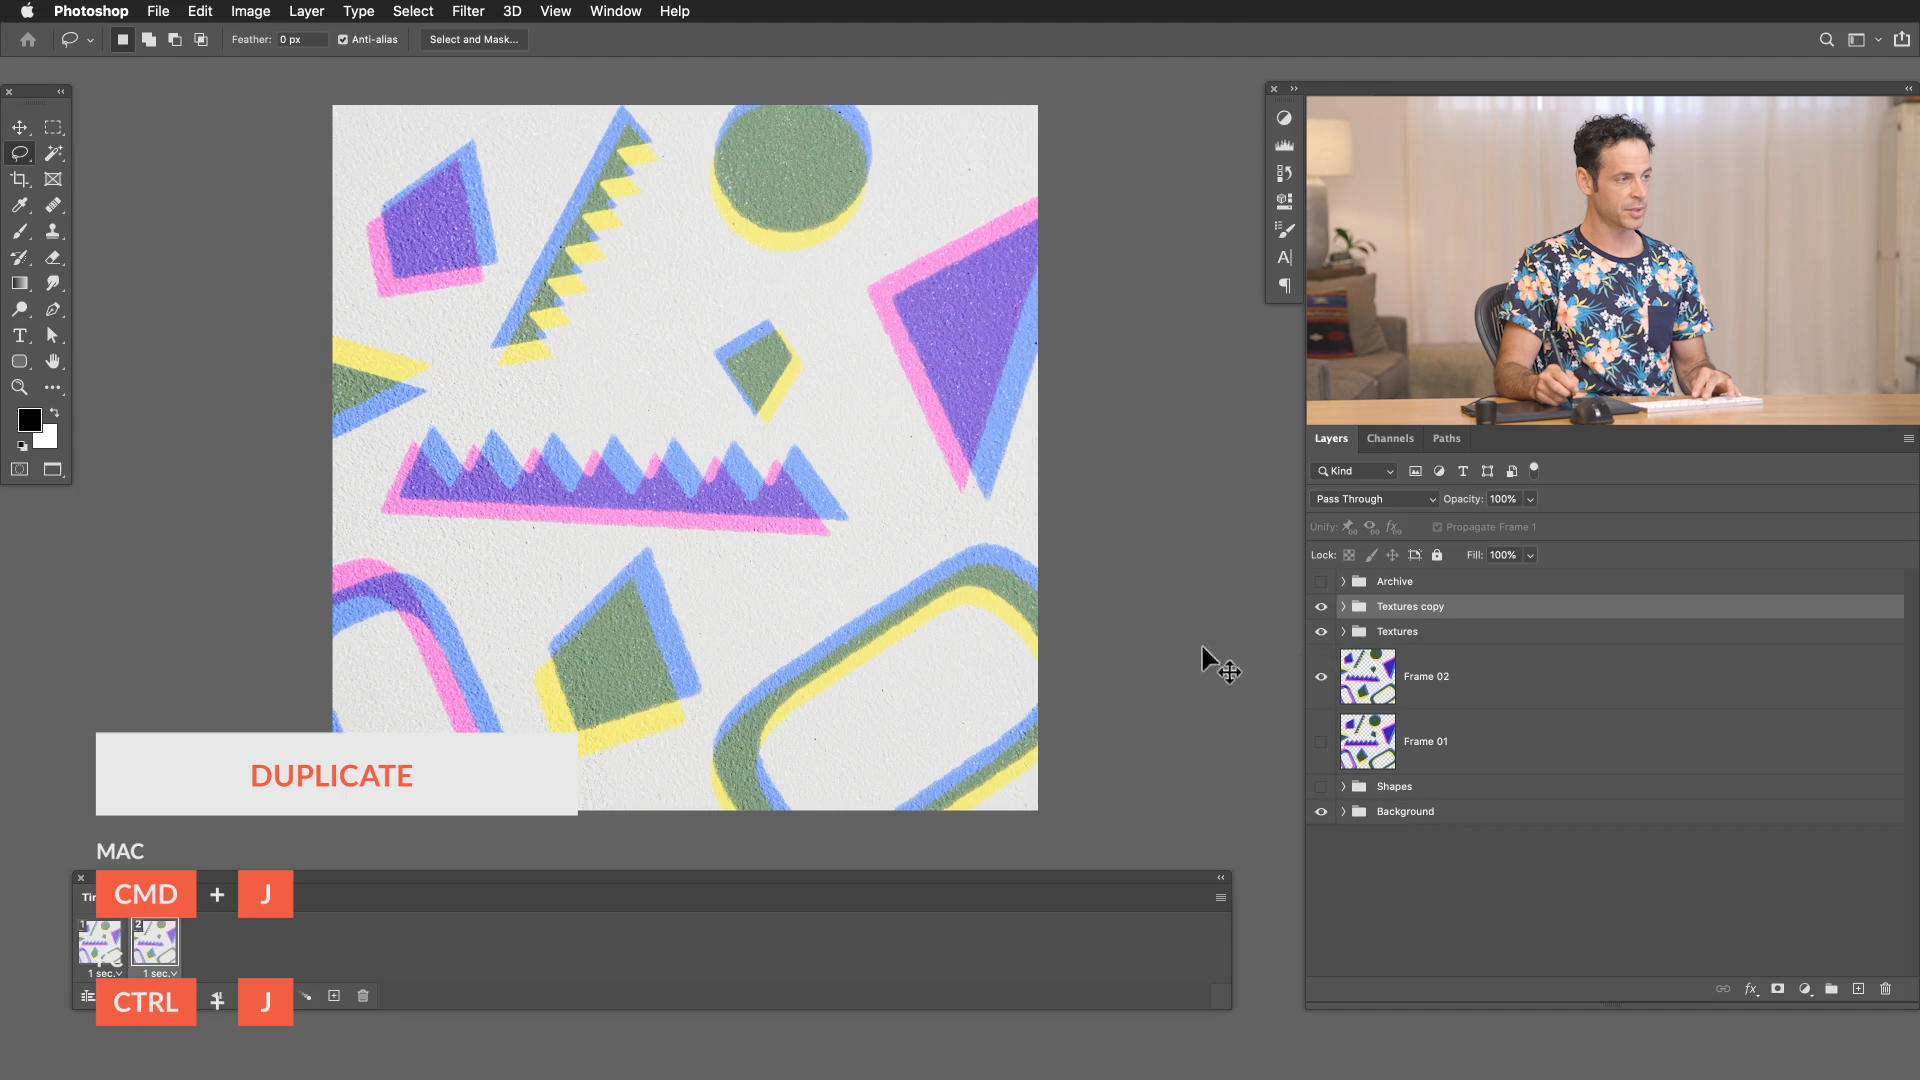 Photoshop File Edit Image Layer Type Select Filter 3D View Window Help
Feather: 0 px Anti-alias Select and Mask...
Layers Channels Paths
Kind
Pass Through Opacity: 100%
Unify: Propagate Frame 1
Lock: Fill: 100%
Archive
Textures copy
Textures
Frame 02
Frame 01
Shapes
Background
DUPLICATE
MAC
CMD + J
1 2
1 sec. 1 sec.
CTRL + J